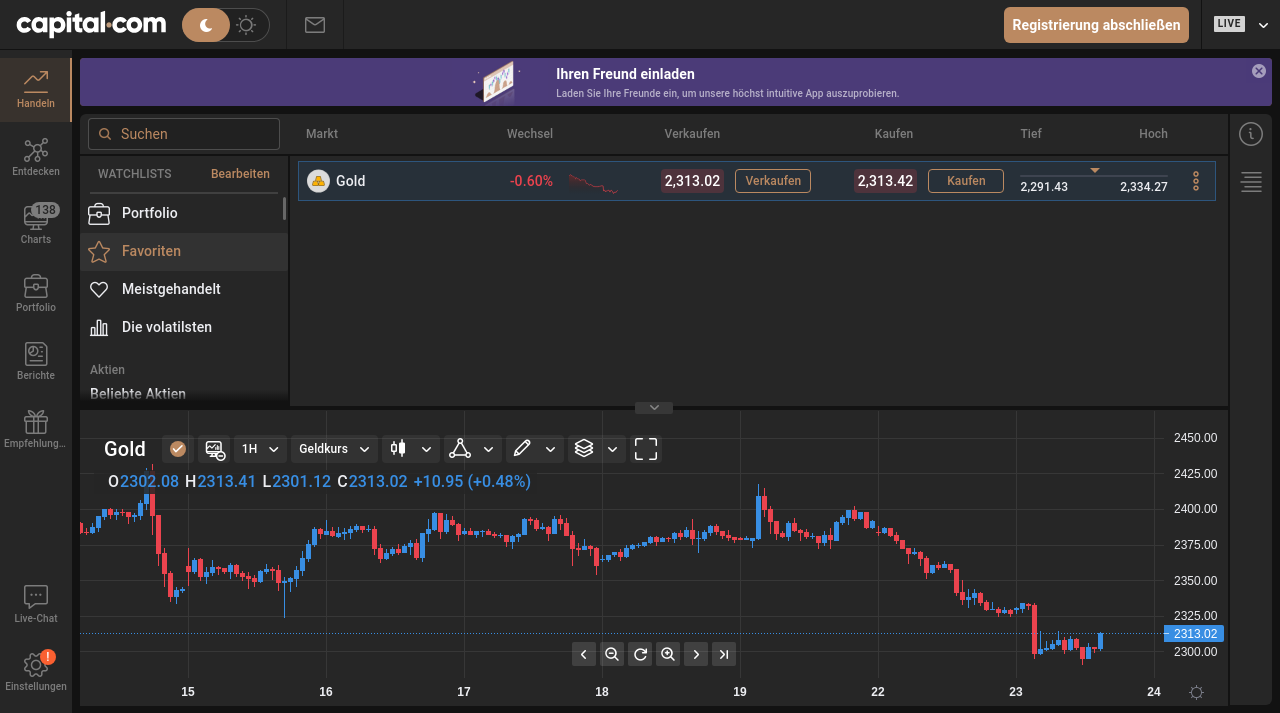 capital.com
Registrierung abschließen
LIVE
Ihren Freund einladen
Laden Sie Ihre Freunde ein, um unsere höchst intuitive App auszuprobieren.
Handeln
Entdecken
138
Charts
Portfolio
Berichte
Empfehlung...
Live-Chat
!
Einstellungen
Suchen
Markt Wechsel Verkaufen Kaufen Tief Hoch
WATCHLISTS Bearbeiten
Portfolio
Favoriten
Meistgehandelt
Die volatilsten
Aktien
Beliebte Aktien
Gold -0.60% 2,313.02 Verkaufen 2,313.42 Kaufen 2,291.43 2,334.27
Gold 1H Geldkurs
O2302.08 H2313.41 L2301.12 C2313.02 +10.95 (+0.48%)
2450.00
2425.00
2400.00
2375.00
2350.00
2325.00
2313.02
2300.00
15 16 17 18 19 22 23 24